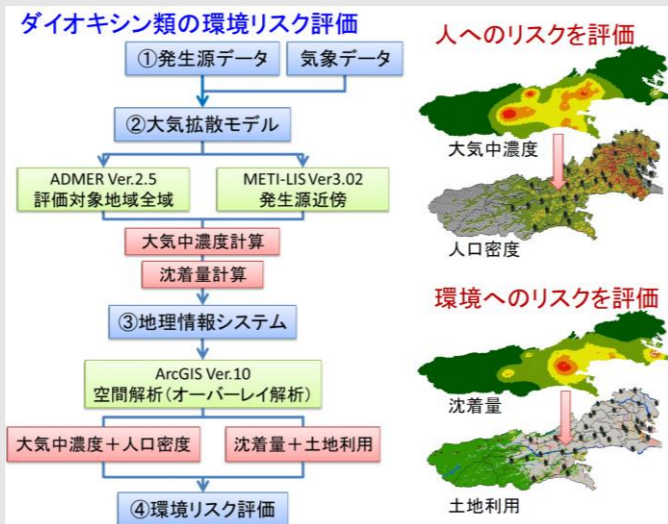 ダイオキシン類の環境リスク評価
①発生源データ
気象データ
②大気拡散モデル
ADMER Ver.2.5
評価対象地域全域
METI-LIS Ver3.02
発生源近傍
大気中濃度計算
沈着量計算
③地理情報システム
ArcGIS Ver.10
空間解析(オーバーレイ解析)
大気中濃度＋人口密度
沈着量＋土地利用
④環境リスク評価
人へのリスクを評価
大気中濃度
人口密度
環境へのリスクを評価
沈着量
土地利用